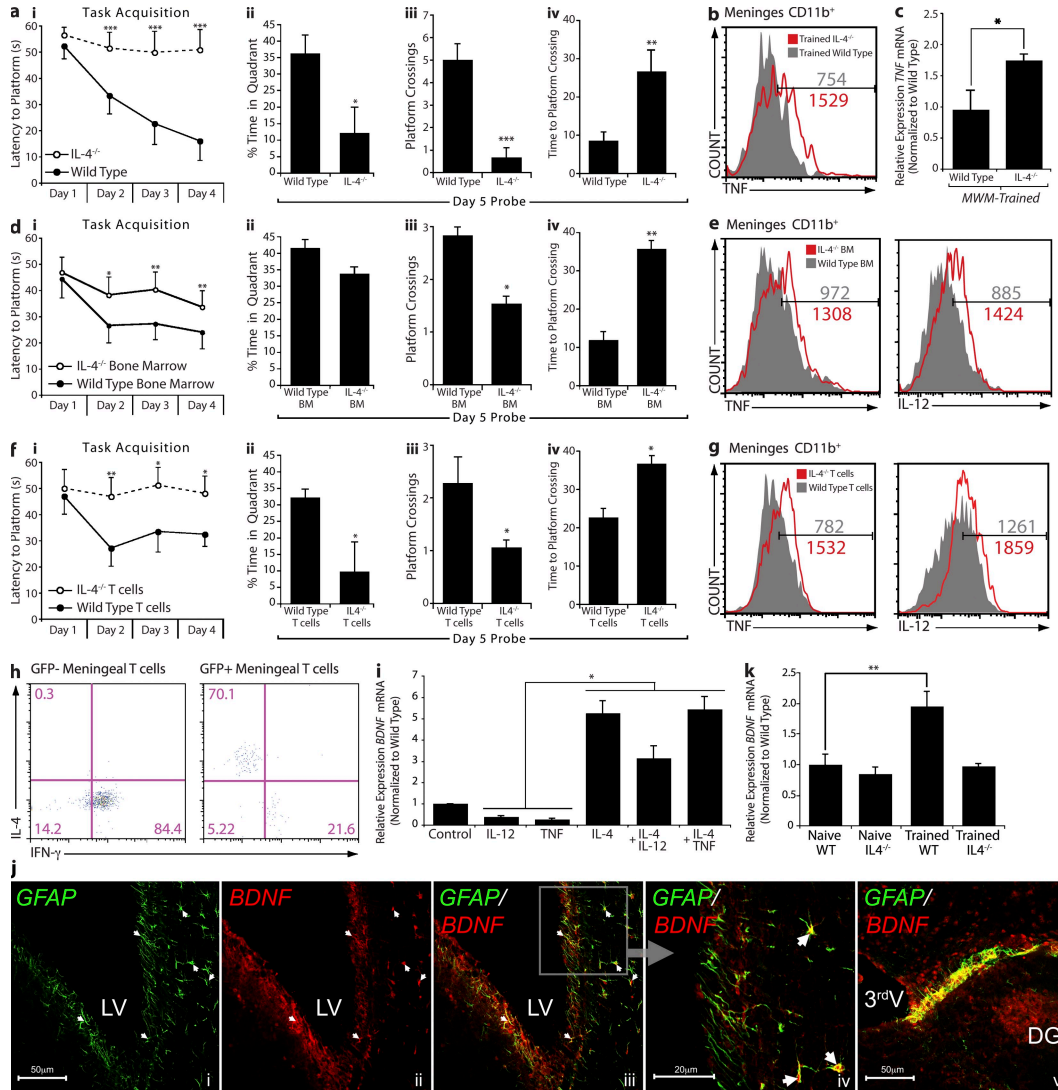 a i Task Acquisition
Latency to Platform (s)
60
50
40
30
20
10
0
*** *** ***
IL-4-/-
Wild Type
Day 1 Day 2 Day 3 Day 4
ii
% Time in Quadrant
45
40
35
30
25
20
15
10
5
0
*
Wild Type IL-4-/-
iii
Platform Crossings
6
5
4
3
2
1
0
***
Wild Type IL-4-/-
iv
Time to Platform Crossing
40
30
20
10
0
**
Wild Type IL-4-/-
Day 5 Probe
b Meninges CD11b+
Trained IL-4-/-
Trained Wild Type
754
1529
COUNT
TNF
c
Relative Expression TNF mRNA
(Normalized to Wild Type)
2.0
1.5
1.0
0.5
0
*
Wild Type IL-4-/-
MWM-Trained
d i Task Acquisition
Latency to Platform (s)
60
50
40
30
20
10
0
* ** **
IL-4-/- Bone Marrow
Wild Type Bone Marrow
Day 1 Day 2 Day 3 Day 4
ii
% Time in Quadrant
45
40
35
30
25
20
15
10
5
0
Wild Type BM IL-4-/- BM
iii
Platform Crossings
3
2
1
0
*
Wild Type BM IL-4-/- BM
iv
Time to Platform Crossing
40
30
20
10
0
**
Wild Type BM IL-4-/- BM
Day 5 Probe
e Meninges CD11b+
IL-4-/- BM
Wild Type BM
972
1308
COUNT
TNF
885
1424
IL-12
f i Task Acquisition
Latency to Platform (s)
60
50
40
30
20
10
0
** * *
IL-4-/- T cells
Wild Type T cells
Day 1 Day 2 Day 3 Day 4
ii
% Time in Quadrant
45
40
35
30
25
20
15
10
5
0
*
Wild Type T cells IL4-/- T cells
iii
Platform Crossings
3
2
1
0
*
Wild Type T cells IL4-/- T cells
iv
Time to Platform Crossing
40
30
20
10
0
*
Wild Type T cells IL4-/- T cells
Day 5 Probe
g Meninges CD11b+
IL-4-/- T cells
Wild Type T cells
782
1532
COUNT
TNF
1261
1859
IL-12
h
GFP- Meningeal T cells
0.3
14.2 84.4
GFP+ Meningeal T cells
70.1
5.22 21.6
IL-4
IFN-γ
i
Relative Expression BDNF mRNA
(Normalized to Wild Type)
8
7
6
5
4
3
2
1
0
*
Control IL-12 TNF IL-4 IL-4 + IL-12 IL-4 + TNF
k
Relative Expression BDNF mRNA
(Normalized to Wild Type)
2.5
2.0
1.5
1.0
0.5
0
**
Naive WT Naive IL4-/- Trained WT Trained IL4-/-
j
GFAP
LV
50μm
i
BDNF
LV
ii
GFAP/
BDNF
LV
iii
GFAP/
BDNF
20μm
iv
GFAP/
BDNF
3rdV
DG
50μm